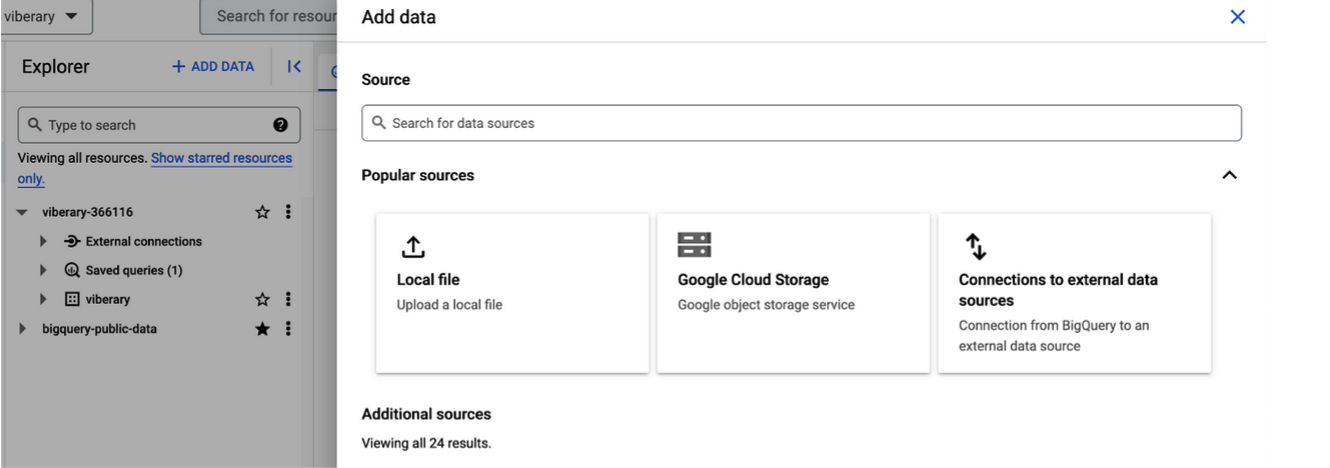 viberary
Search for resour
Explorer
+ ADD DATA
Type to search
Viewing all resources. Show starred resources
only.
viberary-366116
External connections
Saved queries (1)
viberary
bigquery-public-data
Add data
Source
Search for data sources
Popular sources
Local file
Upload a local file
Google Cloud Storage
Google object storage service
Connections to external data
sources
Connection from BigQuery to an
external data source
Additional sources
Viewing all 24 results.